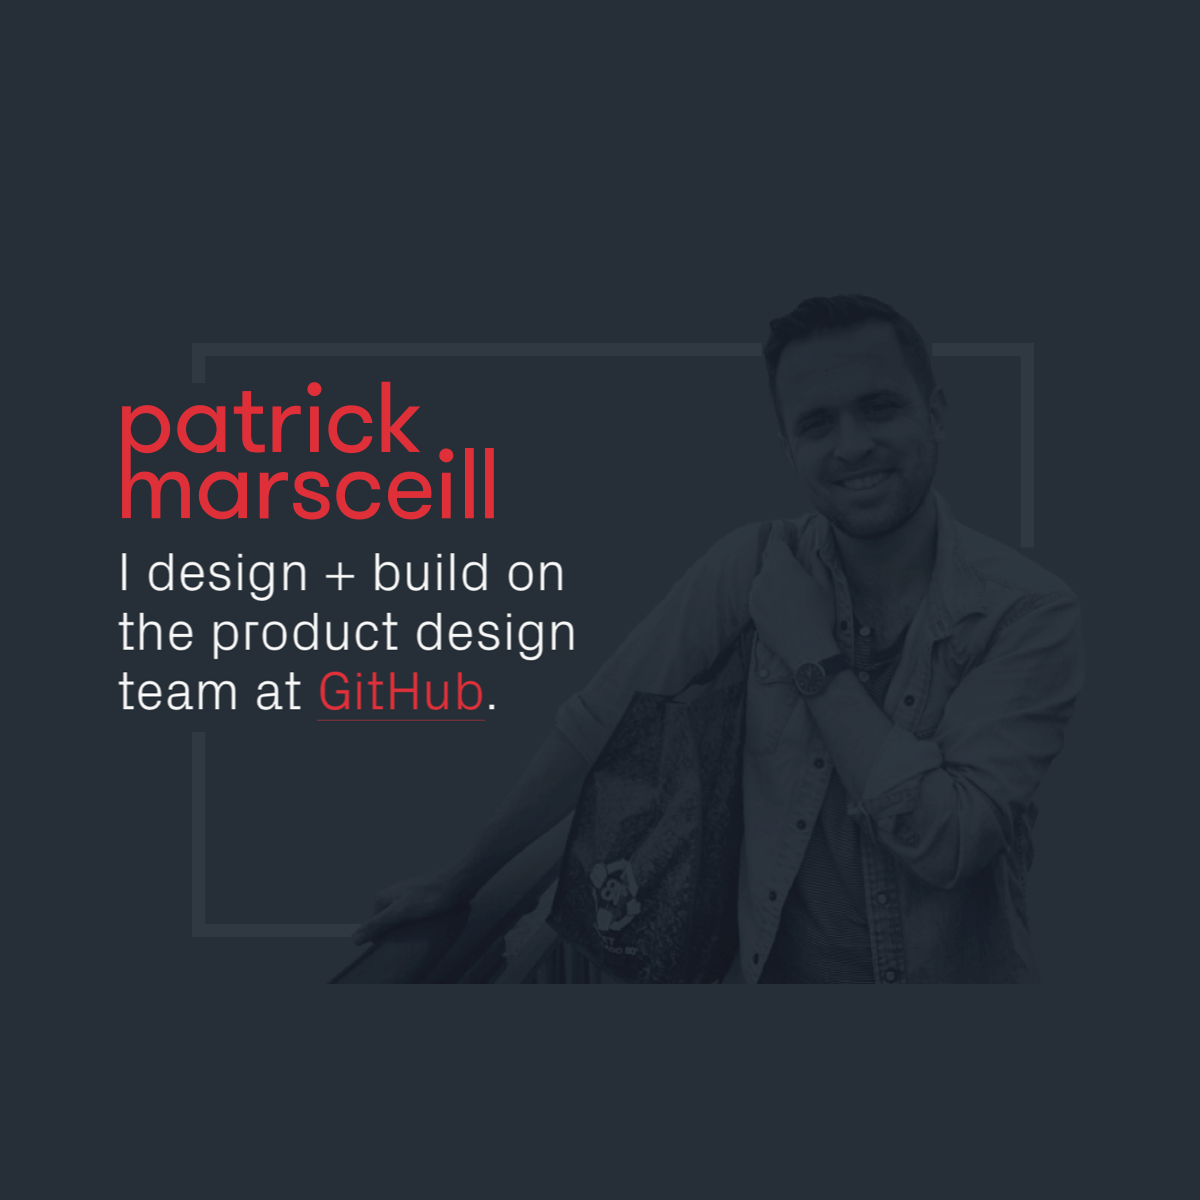 patrick
marsceill
I design + build on
the product design
team at GitHub.